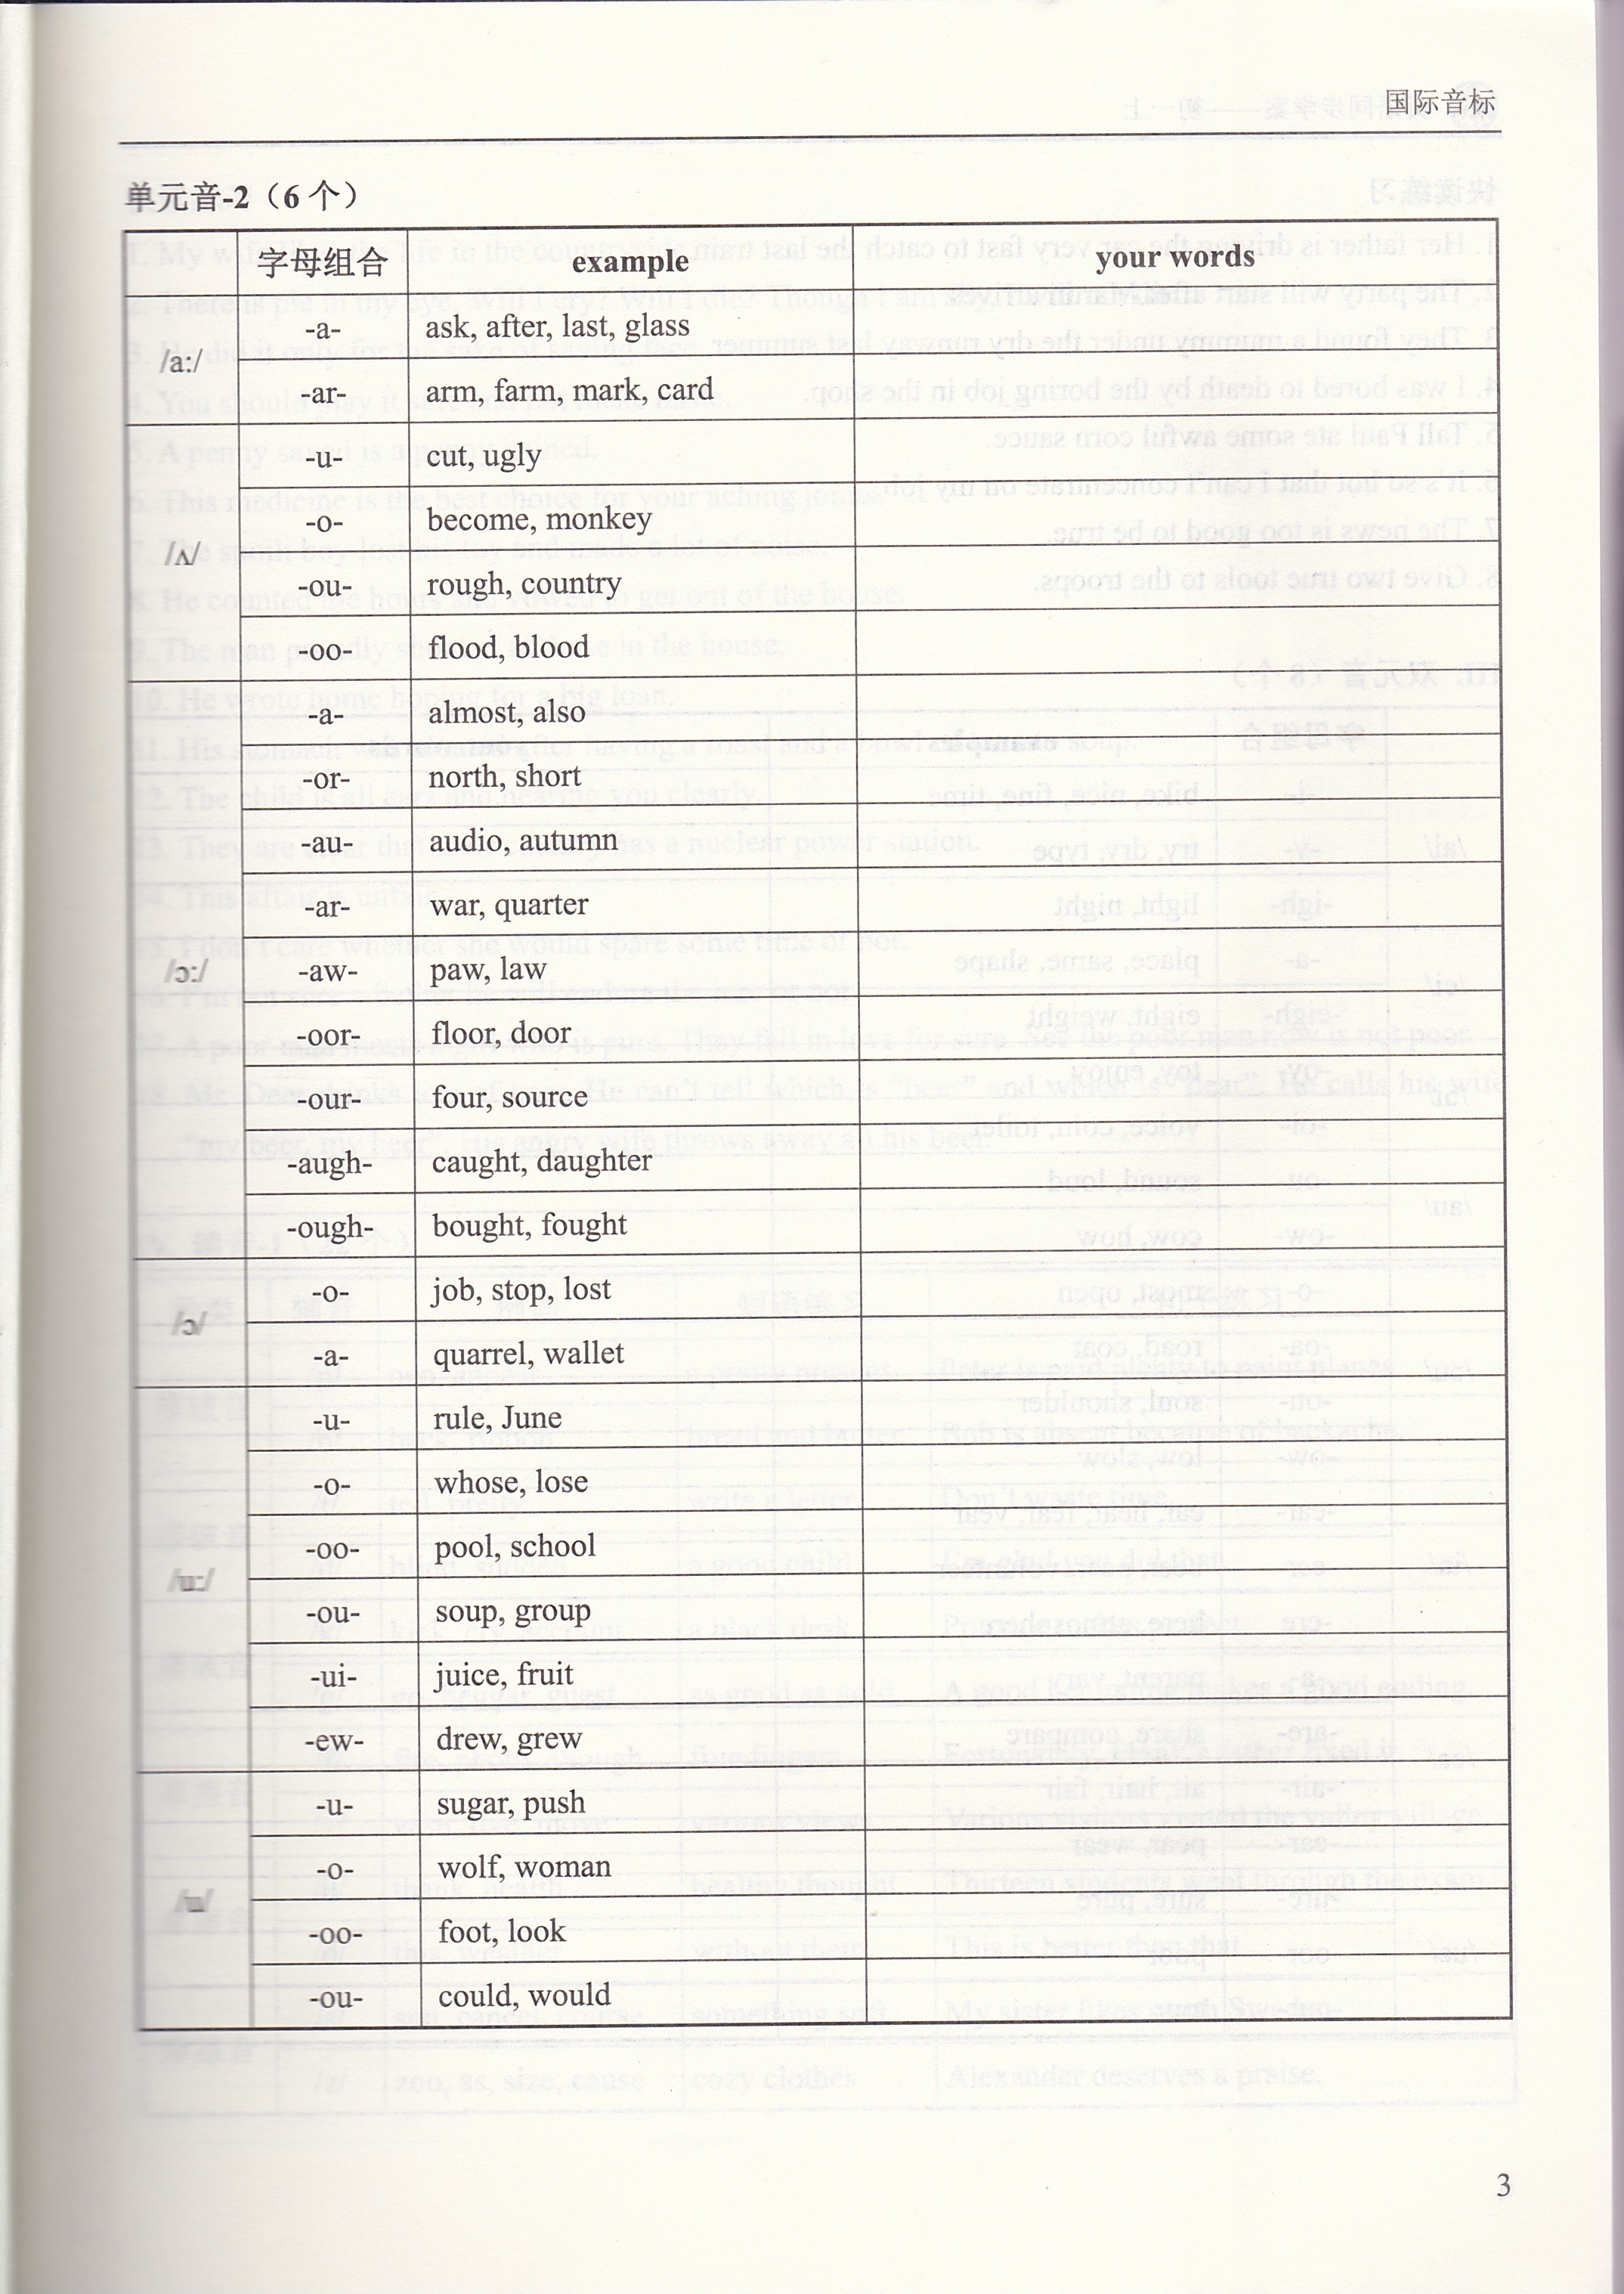 国际音标
单元音-2（6 个）
字母组合 example your words
/a:/
-a- ask, after, last, glass
-ar- arm, farm, mark, card
/ʌ/
-u- cut, ugly
-o- become, monkey
-ou- rough, country
-oo- flood, blood
/ɔ:/
-a- almost, also
-or- north, short
-au- audio, autumn
-ar- war, quarter
-aw- paw, law
-oor- floor, door
-our- four, source
-augh- caught, daughter
-ough- bought, fought
/ɔ/
-o- job, stop, lost
-a- quarrel, wallet
/u:/
-u- rule, June
-o- whose, lose
-oo- pool, school
-ou- soup, group
-ui- juice, fruit
-ew- drew, grew
/u/
-u- sugar, push
-o- wolf, woman
-oo- foot, look
-ou- could, would
3